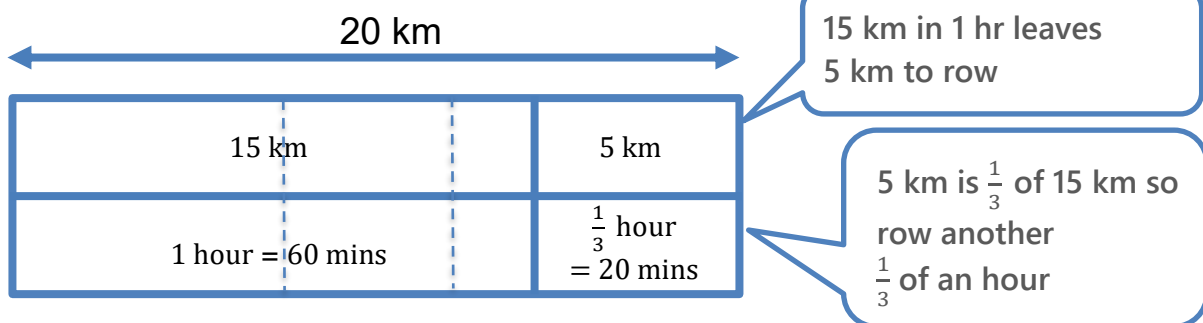 20 km
15 km in 1 hr leaves
5 km to row
15 km
5 km
1 hour = 60 mins
1/3 hour
= 20 mins
5 km is 1/3 of 15 km so
row another
1/3 of an hour